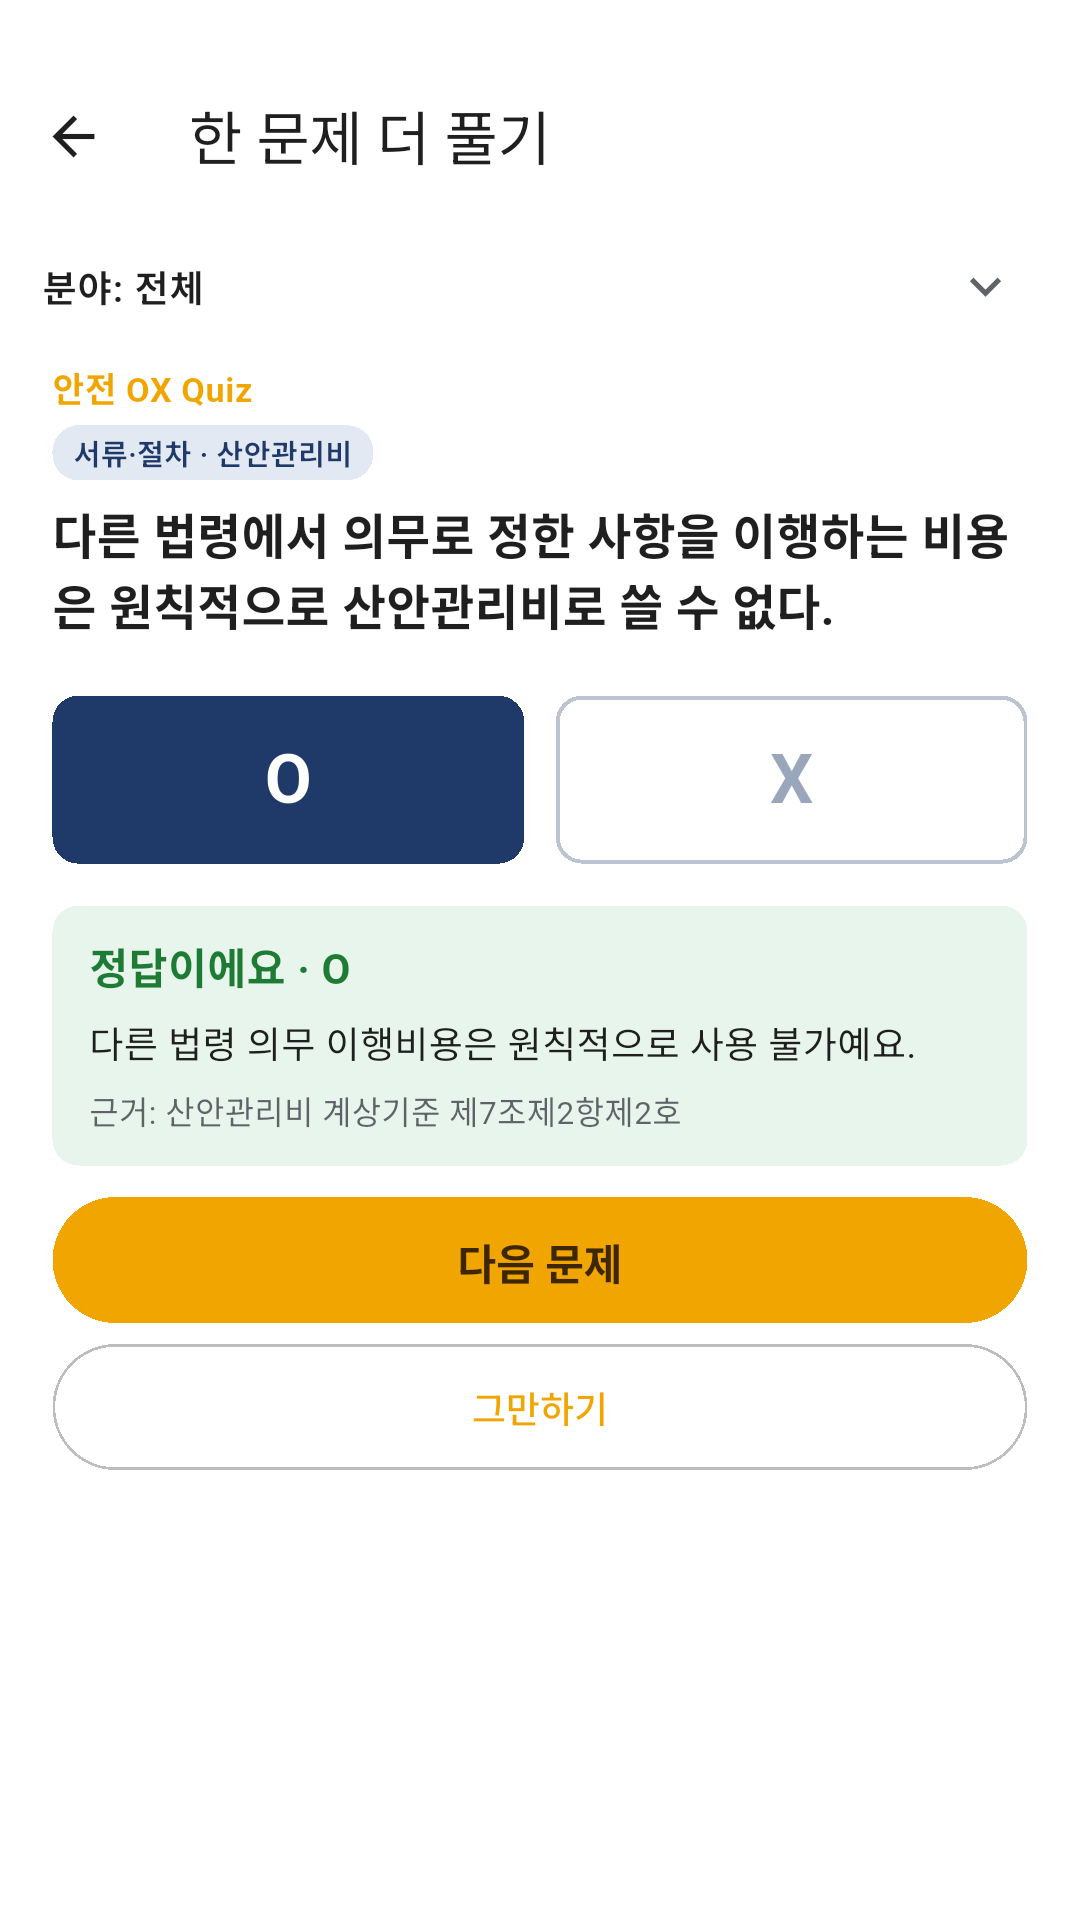 한 문제 더 풀기
분야: 전체
안전 OX Quiz
서류·절차 · 산안관리비
다른 법령에서 의무로 정한 사항을 이행하는 비용
은 원칙적으로 산안관리비로 쓸 수 없다.
O
X
정답이에요 · O
다른 법령 의무 이행비용은 원칙적으로 사용 불가예요.
근거: 산안관리비 계상기준 제7조제2항제2호
다음 문제
그만하기